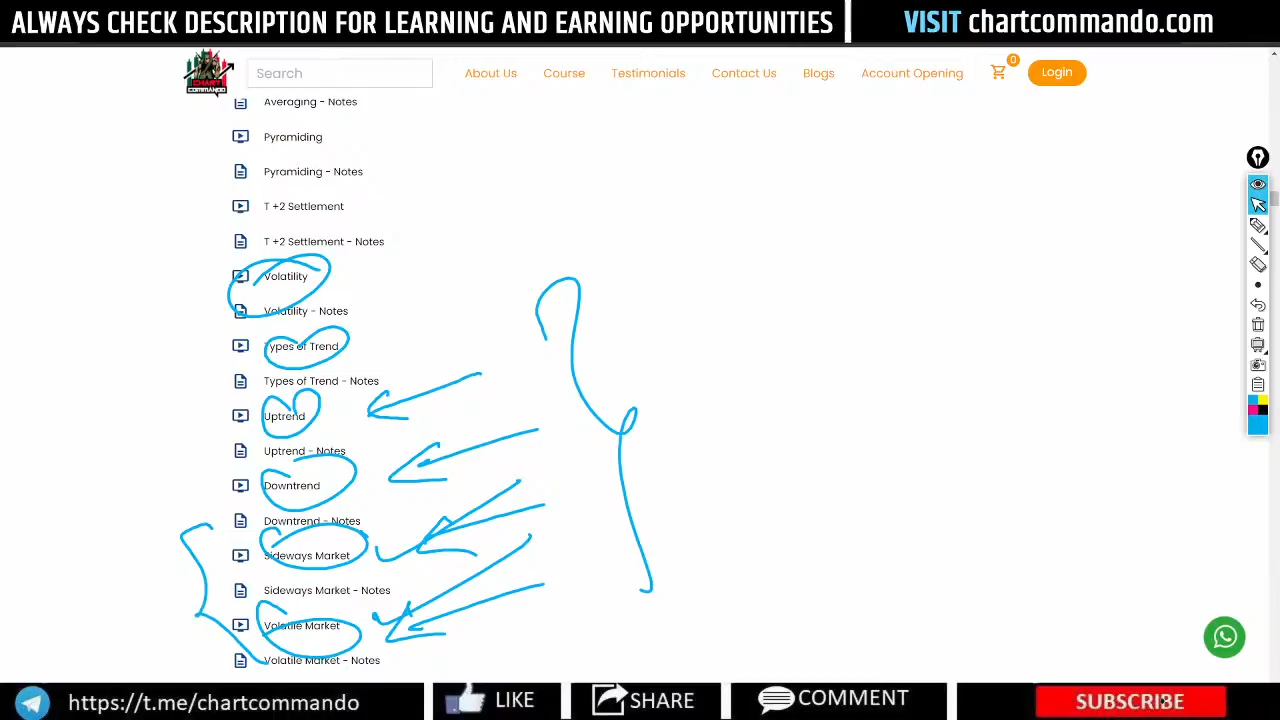 ALWAYS CHECK DESCRIPTION FOR LEARNING AND EARNING OPPORTUNITIES
VISIT chartcommando.com
CHART
COMMANDO
Search
About Us
Course
Testimonials
Contact Us
Blogs
Account Opening
0
Login
Averaging - Notes
Pyramiding
Pyramiding - Notes
T +2 Settlement
T +2 Settlement - Notes
Volatility
Volatility - Notes
Types of Trend
Types of Trend - Notes
Uptrend
Uptrend - Notes
Downtrend
Downtrend - Notes
Sideways Market
Sideways Market - Notes
Volatile Market
Volatile Market - Notes
https://t.me/chartcommando
LIKE
SHARE
COMMENT
SUBSCRIBE